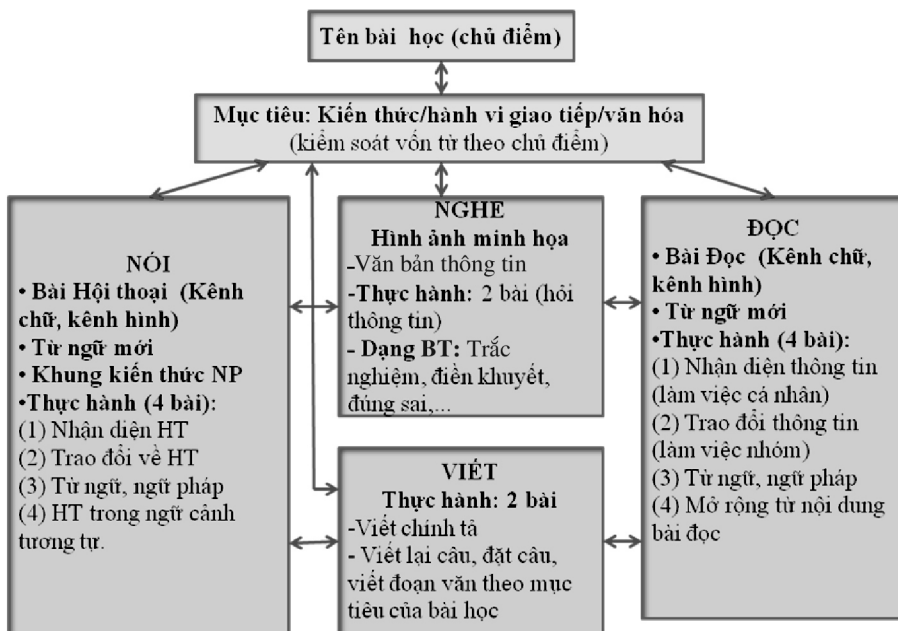 Tên bài học (chủ điểm)
Mục tiêu: Kiến thức/hành vi giao tiếp/văn hóa
(kiểm soát vốn từ theo chủ điểm)
NÓI
• Bài Hội thoại (Kênh
chữ, kênh hình)
• Từ ngữ mới
• Khung kiến thức NP
•Thực hành (4 bài):
(1) Nhận diện HT
(2) Trao đổi về HT
(3) Từ ngữ, ngữ pháp
(4) HT trong ngữ cảnh
tương tự.
NGHE
Hình ảnh minh họa
-Văn bản thông tin
-Thực hành: 2 bài (hỏi
thông tin)
- Dạng BT: Trắc
nghiệm, điền khuyết,
đúng sai,...
VIẾT
Thực hành: 2 bài
-Viết chính tả
- Viết lại câu, đặt câu,
viết đoạn văn theo mục
tiêu của bài học
ĐỌC
• Bài Đọc (Kênh chữ,
kênh hình)
• Từ ngữ mới
•Thực hành (4 bài):
(1) Nhận diện thông tin
(làm việc cá nhân)
(2) Trao đổi thông tin
(làm việc nhóm)
(3) Từ ngữ, ngữ pháp
(4) Mở rộng từ nội dung
bài đọc